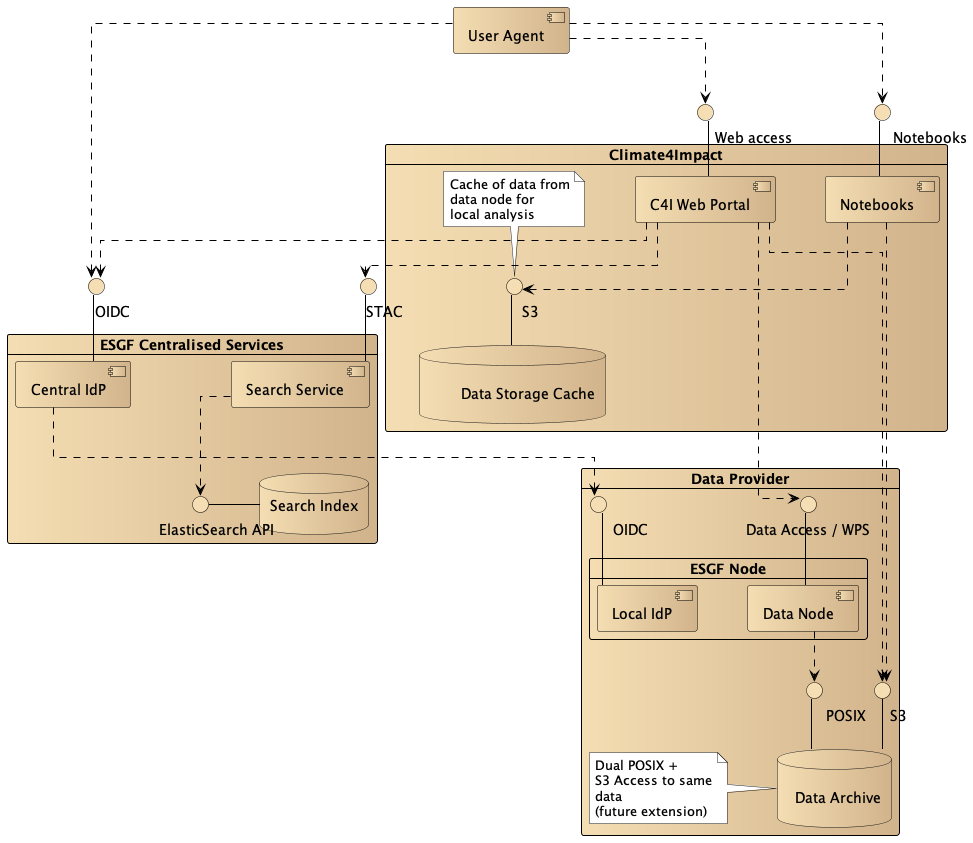 User Agent
Web access
Notebooks
Climate4Impact
Cache of data from
data node for
local analysis
C4I Web Portal
Notebooks
OIDC
STAC
S3
ESGF Centralised Services
Central IdP
Search Service
Data Storage Cache
Data Provider
Search Index
ElasticSearch API
OIDC
Data Access / WPS
ESGF Node
Local IdP
Data Node
POSIX
S3
Dual POSIX +
S3 Access to same
data
(future extension)
Data Archive